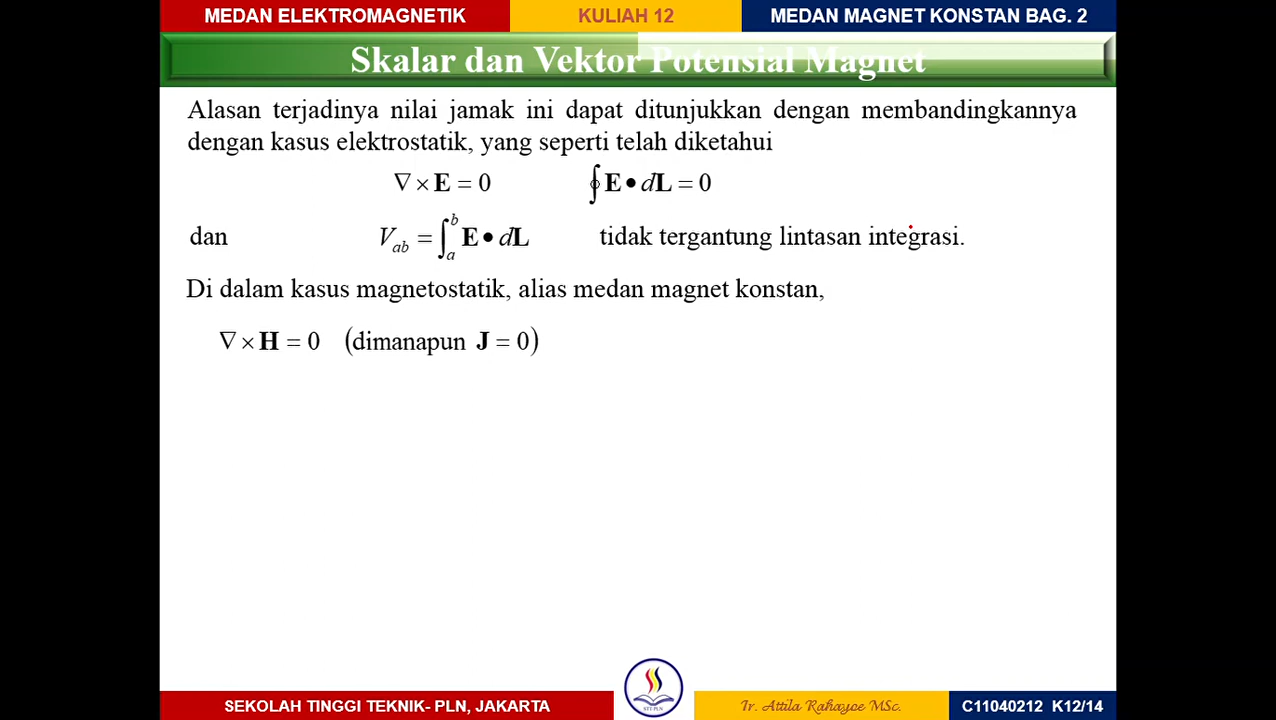 MEDAN ELEKTROMAGNETIK KULIAH 12 MEDAN MAGNET KONSTAN BAG. 2
Skalar dan Vektor Potensial Magnet
Alasan terjadinya nilai jamak ini dapat ditunjukkan dengan membandingkannya
dengan kasus elektrostatik, yang seperti telah diketahui
∇ × E = 0 ∮ E • dL = 0
dan V_ab = ∫_a^b E • dL tidak tergantung lintasan integrasi.
Di dalam kasus magnetostatik, alias medan magnet konstan,
∇ × H = 0 (dimanapun J = 0)
STT-PLN
SEKOLAH TINGGI TEKNIK- PLN, JAKARTA Ir. Attila Rahayoe MSc. C11040212 K12/14